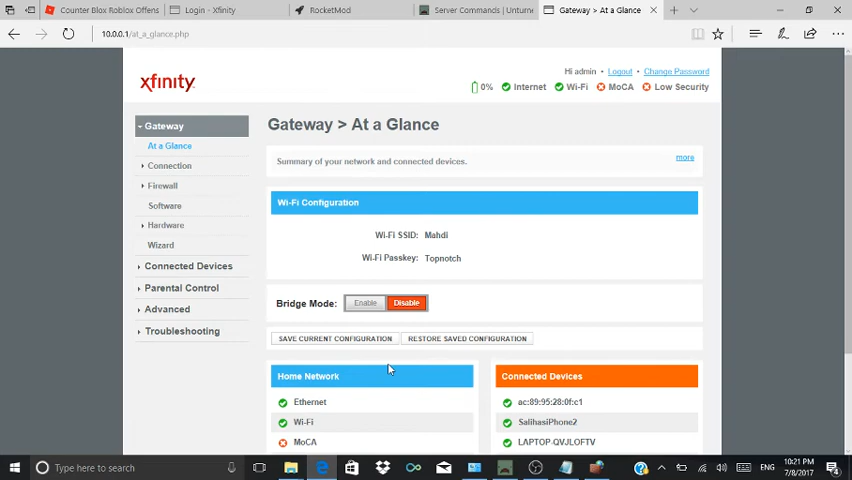 Counter Blox Roblox Offens
Login - Xfinity
RocketMod
Server Commands | Unturne
Gateway > At a Glance
10.0.0.1/at_a_glance.php
Hi admin • Logout • Change Password
xfinity
0% Internet Wi-Fi MoCA Low Security
Gateway
At a Glance
Connection
Firewall
Software
Hardware
Wizard
Connected Devices
Parental Control
Advanced
Troubleshooting
Gateway > At a Glance
Summary of your network and connected devices.
more
Wi-Fi Configuration
Wi-Fi SSID: Mahdi
Wi-Fi Passkey: Topnotch
Bridge Mode: Enable Disable
SAVE CURRENT CONFIGURATION RESTORE SAVED CONFIGURATION
Home Network
Ethernet
Wi-Fi
MoCA
Connected Devices
ac:89:95:28:0f:c1
SalihasiPhone2
LAPTOP-QVJLOFTV
Type here to search
ENG
10:21 PM
7/8/2017
4